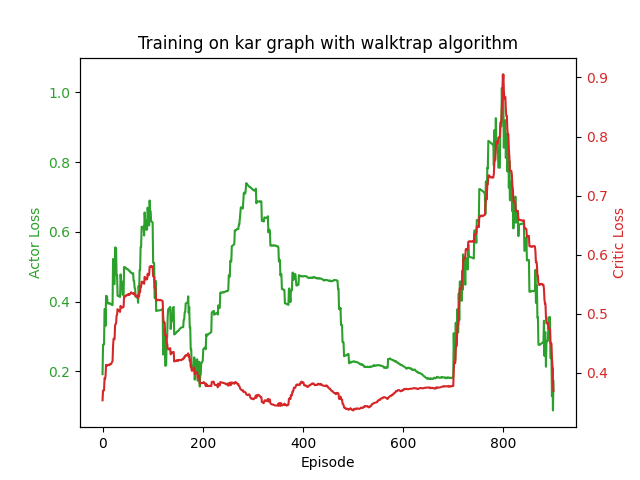 Training on kar graph with walktrap algorithm
Actor Loss
1.0
0.8
0.6
0.4
0.2
0.9
0.8
0.7
0.6
0.5
0.4
Critic Loss
0 200 400 600 800
Episode